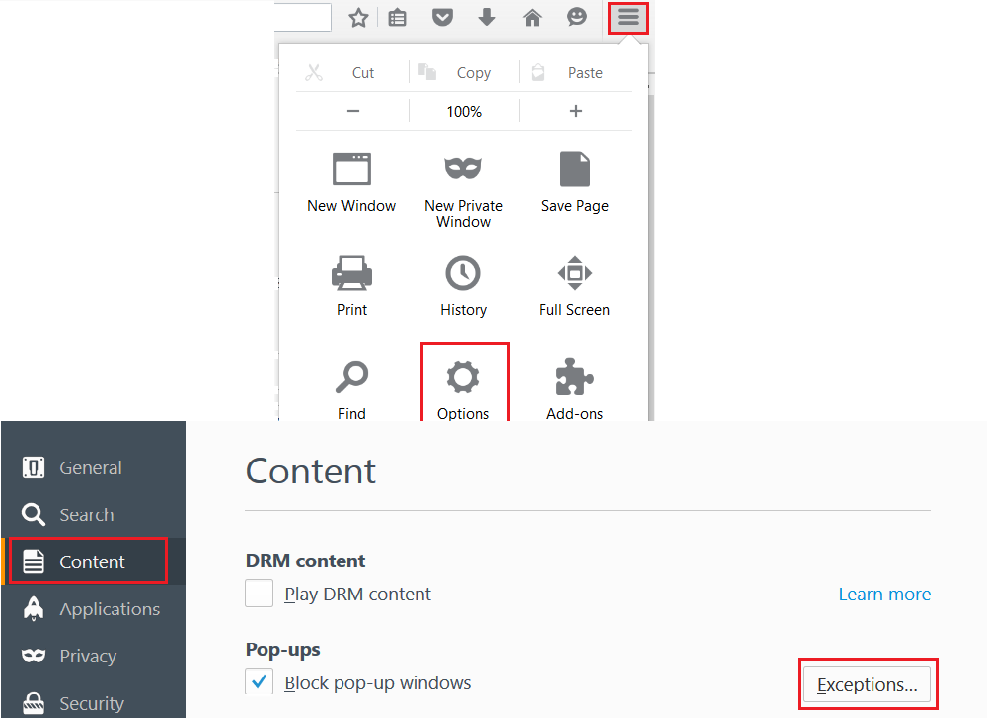 Cut Copy Paste
100%
New Window New Private Save Page
Window
Print History Full Screen
Find Options Add-ons
General
Search
Content
Applications
Privacy
Security
Content
DRM content
Play DRM content Learn more
Pop-ups
Block pop-up windows Exceptions...